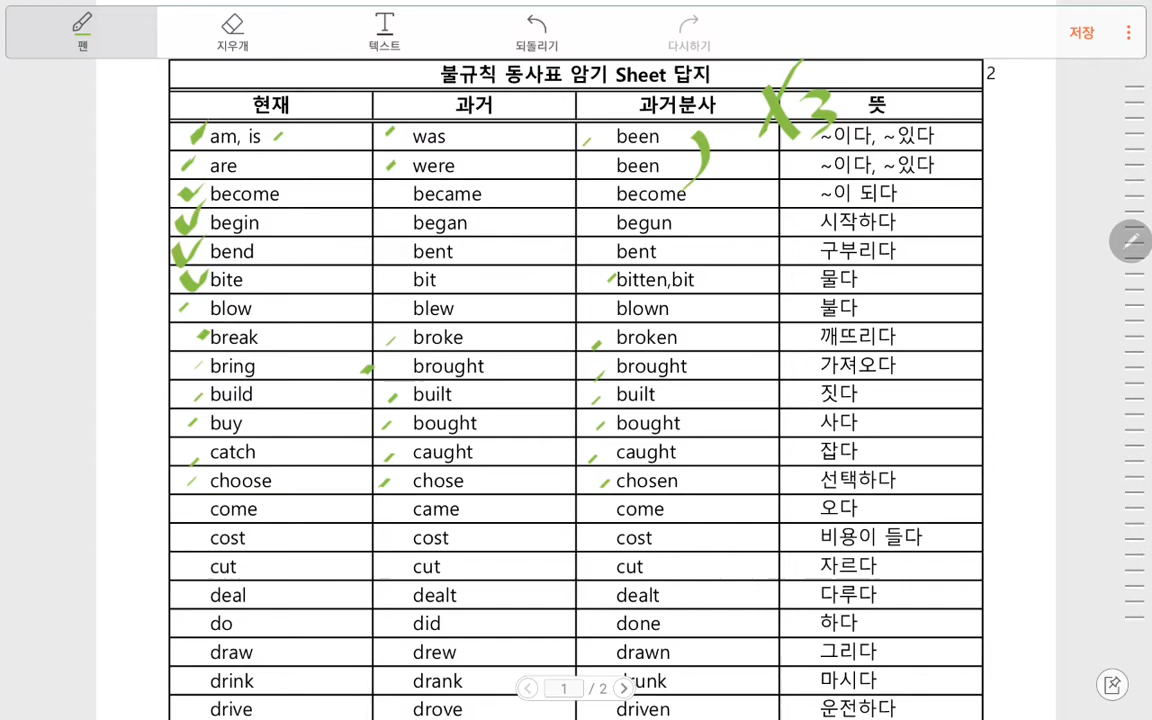 펜 지우개 텍스트 되돌리기 다시하기 저장
불규칙 동사표 암기 Sheet 답지 2
현재 과거 과거분사 뜻
X3
am, is was been ~이다, ~있다
are were been ~이다, ~있다
become became become ~이 되다
begin began begun 시작하다
bend bent bent 구부리다
bite bit bitten,bit 물다
blow blew blown 불다
break broke broken 깨뜨리다
bring brought brought 가져오다
build built built 짓다
buy bought bought 사다
catch caught caught 잡다
choose chose chosen 선택하다
come came come 오다
cost cost cost 비용이 들다
cut cut cut 자르다
deal dealt dealt 다루다
do did done 하다
draw drew drawn 그리다
drink drank runk 마시다
1 / 2
drive drove driven 운전하다